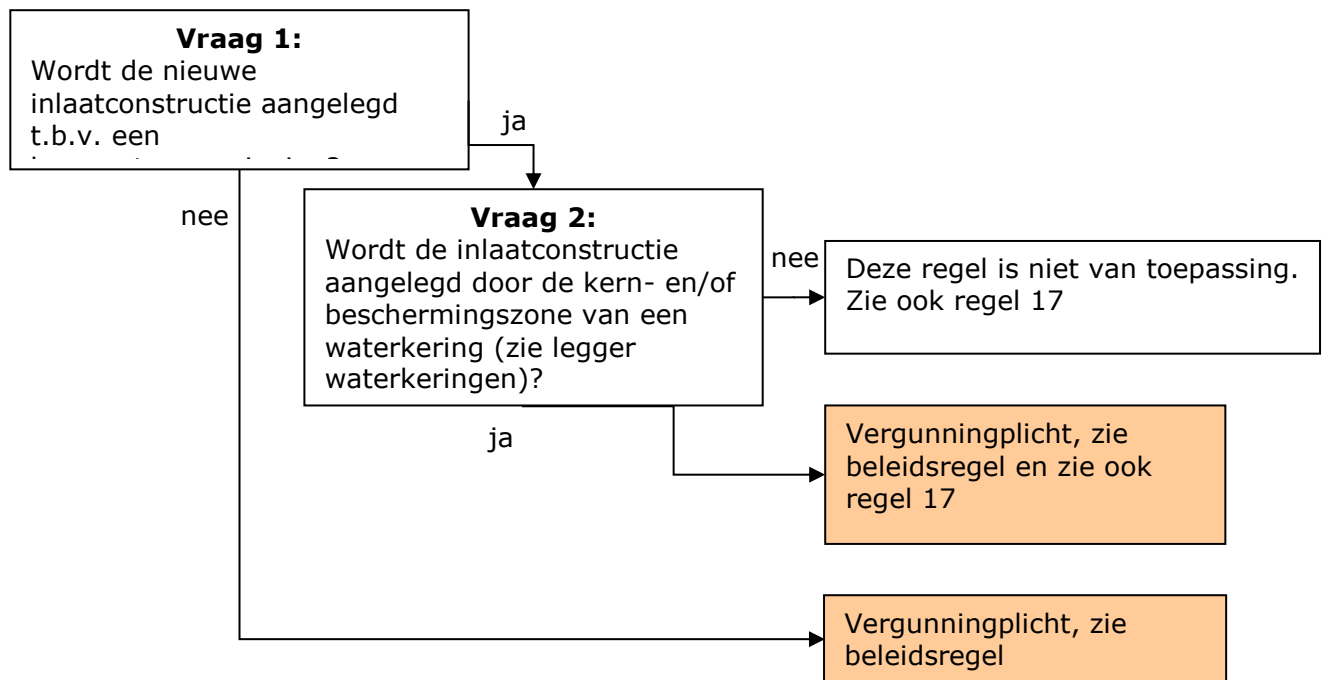 Vraag 1:
Wordt de nieuwe
inlaatconstructie aangelegd
t.b.v. een
ja
nee
Vraag 2:
Wordt de inlaatconstructie
aangelegd door de kern- en/of
beschermingszone van een
waterkering (zie legger
waterkeringen)?
nee
Deze regel is niet van toepassing.
Zie ook regel 17
ja
Vergunningplicht, zie
beleidsregel en zie ook
regel 17
Vergunningplicht, zie
beleidsregel